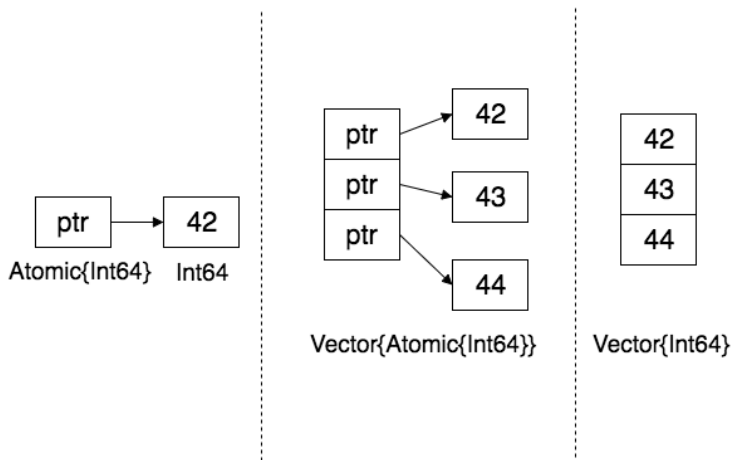 ptr
42
Atomic{Int64}
Int64
ptr
ptr
ptr
42
43
44
Vector{Atomic{Int64}}
42
43
44
Vector{Int64}